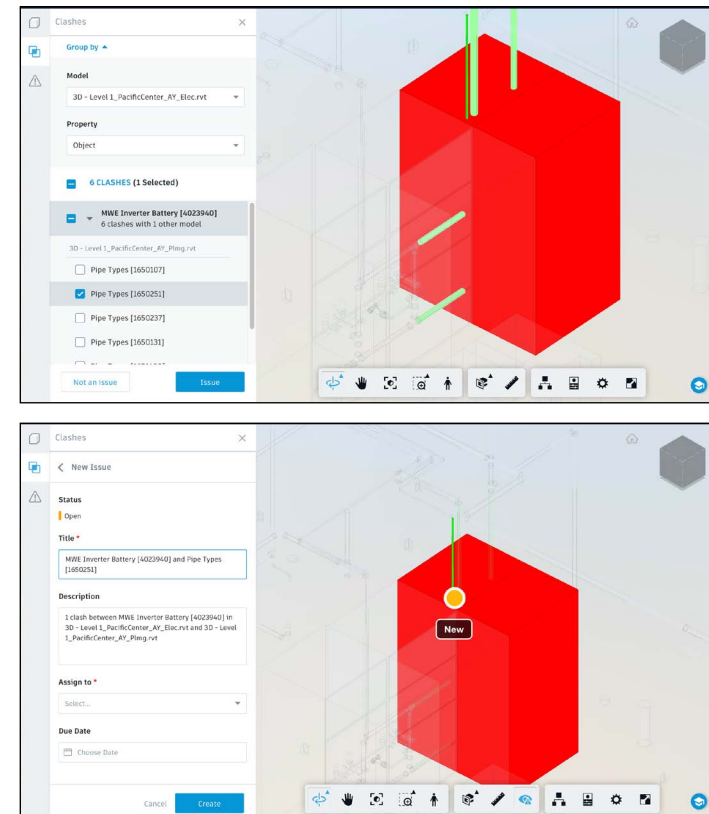 Clashes
Group by
Model
3D - Level 1_PacificCenter_AY_Elec.rvt
Property
Object
6 CLASHES (1 Selected)
MWE Inverter Battery [4023940]
6 clashes with 1 other model
3D - Level 1_PacificCenter_AY_Plmg.rvt
Pipe Types [1650107]
Pipe Types [1650251]
Pipe Types [1650237]
Pipe Types [1650131]
Not an issue
Issue
Clashes
New Issue
Status
Open
Title *
MWE Inverter Battery [4023940] and Pipe Types
[1650251]
Description
1 clash between MWE Inverter Battery [4023940] in
3D - Level 1_PacificCenter_AY_Elec.rvt and 3D - Level
1_PacificCenter_AY_Plmg.rvt
Assign to *
Select...
Due Date
Choose Date
Cancel
Create
New